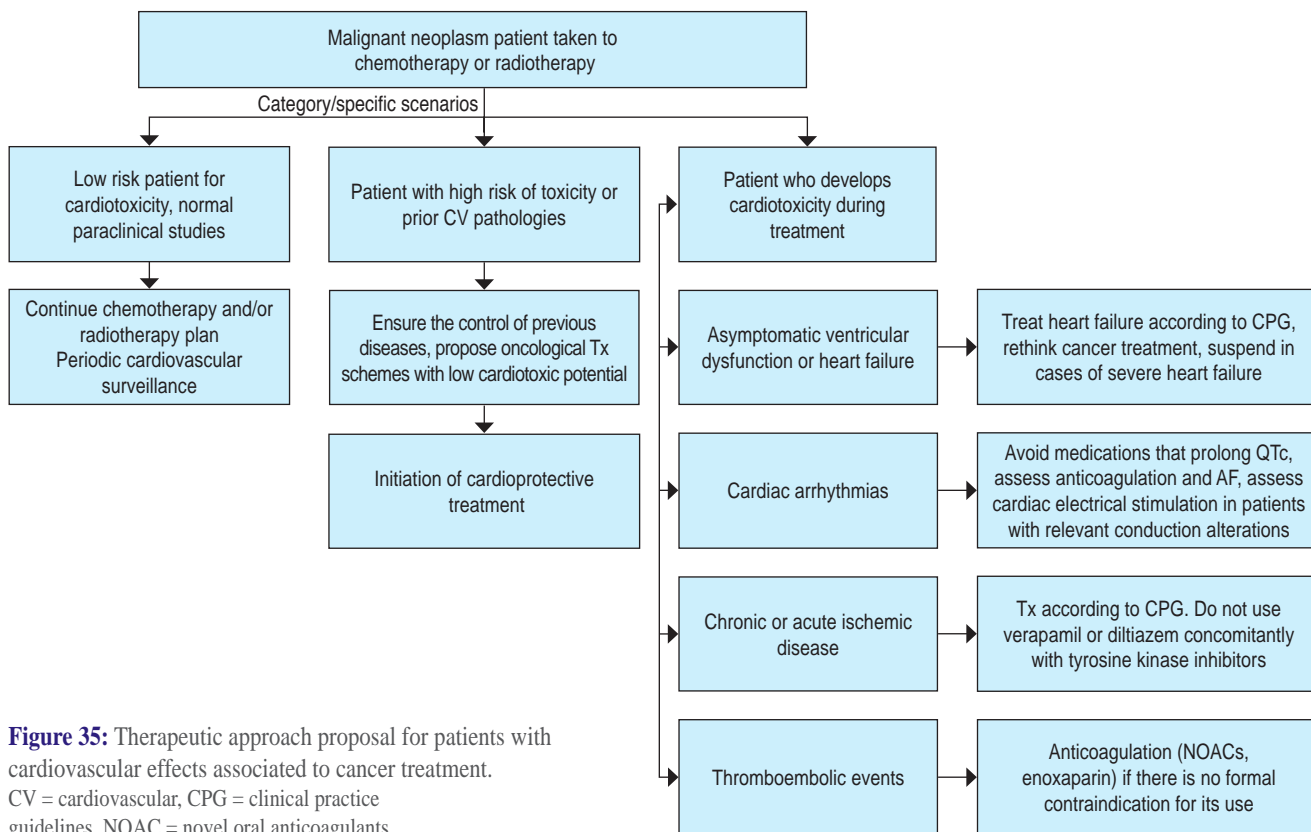 Malignant neoplasm patient taken to
chemotherapy or radiotherapy
Category/specific scenarios
Low risk patient for
cardiotoxicity, normal
paraclinical studies
Patient with high risk of toxicity or
prior CV pathologies
Patient who develops
cardiotoxicity during
treatment
Continue chemotherapy and/or
radiotherapy plan
Periodic cardiovascular
surveillance
Ensure the control of previous
diseases, propose oncological Tx
schemes with low cardiotoxic potential
Asymptomatic ventricular
dysfunction or heart failure
Treat heart failure according to CPG,
rethink cancer treatment, suspend in
cases of severe heart failure
Initiation of cardioprotective
treatment
Cardiac arrhythmias
Avoid medications that prolong QTc,
assess anticoagulation and AF, assess
cardiac electrical stimulation in patients
with relevant conduction alterations
Chronic or acute ischemic
disease
Tx according to CPG. Do not use
verapamil or diltiazem concomitantly
with tyrosine kinase inhibitors
Thromboembolic events
Anticoagulation (NOACs,
enoxaparin) if there is no formal
contraindication for its use
Figure 35: Therapeutic approach proposal for patients with
cardiovascular effects associated to cancer treatment.
CV = cardiovascular, CPG = clinical practice
guidelines, NOAC = novel oral anticoagulants